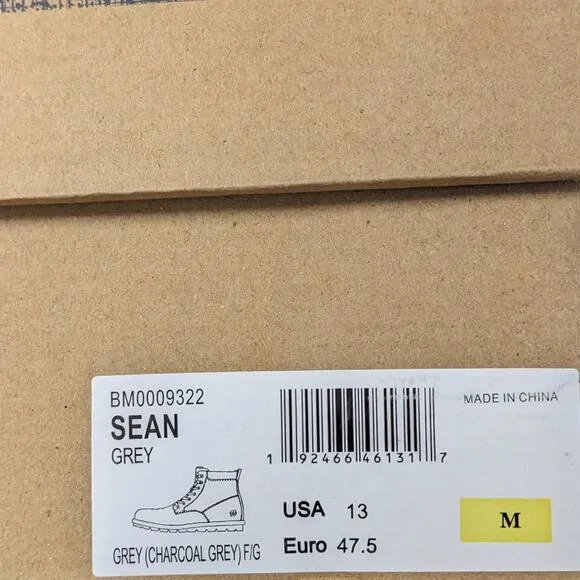 BM0009322
SEAN
GREY
GREY (CHARCOAL GREY) F/G
1 92466 46131 7
USA 13
Euro 47.5
MADE IN CHINA
M